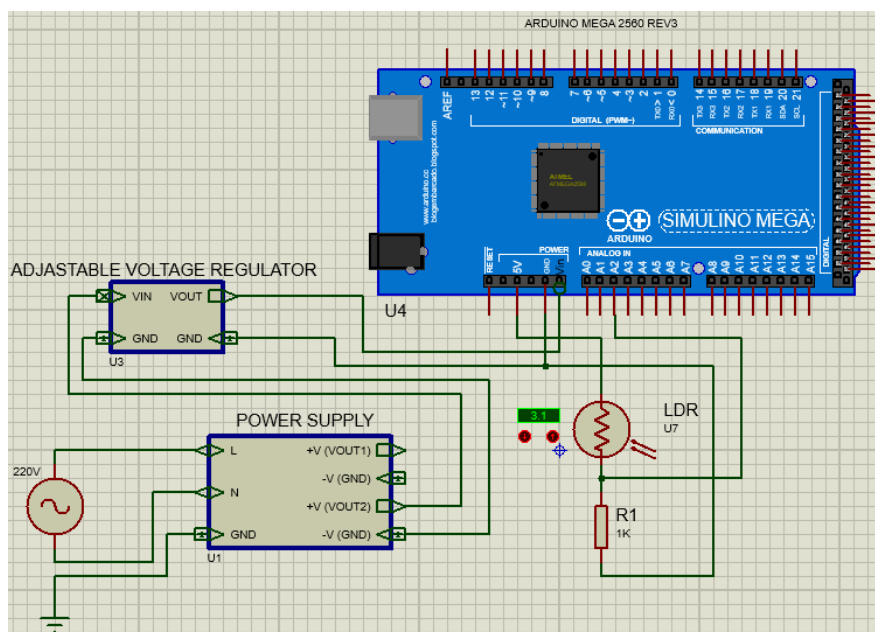 ARDUINO MEGA 2560 REV3
AREF
13
12
~11
~10
~9
8
7
~6
~5
4
~3
2
TX0> 1
RX0< 0
14
15
16
17
18
19
20
21
TX3
RX3
TX2
RX2
TX1
RX1
SDA
SCL
DIGITAL (PWM~)
COMMUNICATION
www.arduino.cc
blogembarcado.blogspot.com
ATMEL
SIMULINO MEGA
ARDUINO
DIGITAL
RESET
5V
POWER
GND
Vin
ANALOG IN
A0
A1
A2
A3
A4
A5
A6
A7
A8
A9
A10
A11
A12
A13
A14
A15
U4
ADJASTABLE VOLTAGE REGULATOR
VIN VOUT
GND GND
1 1
U3
3.1
LDR
U7
POWER SUPPLY
220V
L +V (VOUT1)
-V (GND) 1
N +V (VOUT2)
1 GND -V (GND) 1
U1
R1
1K